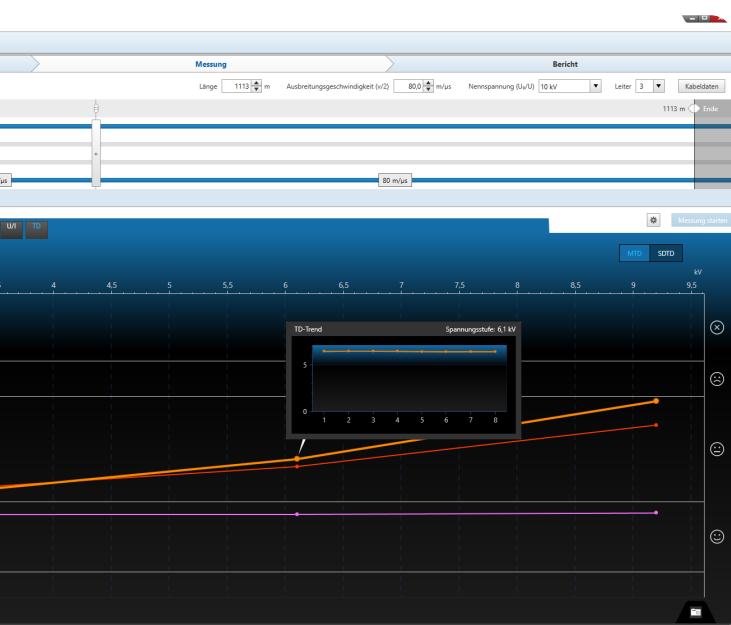 Messung Bericht
Länge 1113 m Ausbreitungsgeschwindigkeit (v/2) 80,0 m/µs Nennspannung (U₀/U) 10 kV Leiter 3 Kabeldaten
1113 m Ende
/µs 80 m/µs
U/I TD Messung starten
MTD SDTD
kV
4 4,5 5 5,5 6 6,5 7 7,5 8 8,5 9 9,5
TD-Trend Spannungsstufe: 6,1 kV
5
0
1 2 3 4 5 6 7 8